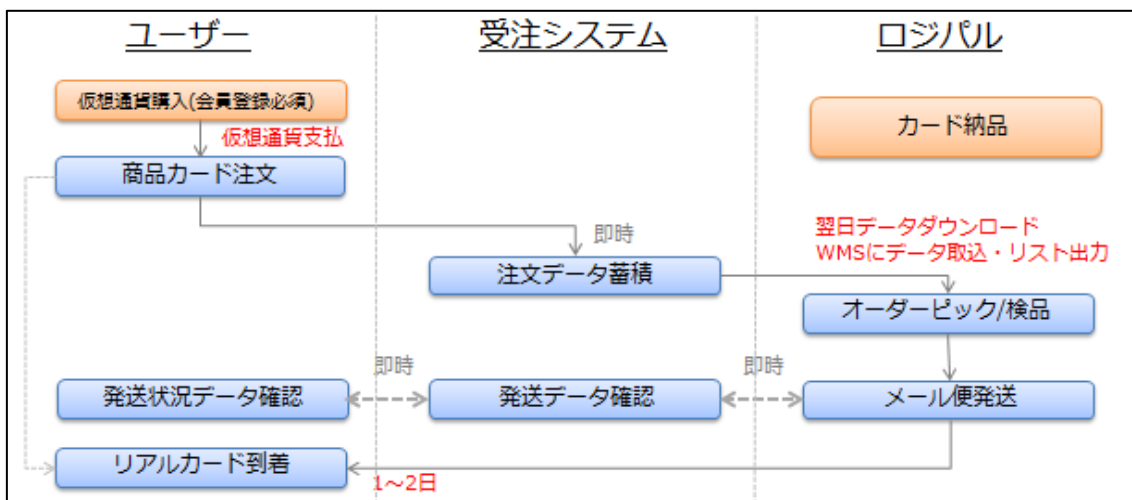 ユーザー
受注システム
ロジパル
仮想通貨購入(会員登録必須)
カード納品
仮想通貨支払
商品カード注文
即時
翌日データダウンロード
WMSにデータ取込・リスト出力
注文データ蓄積
オーダーピック/検品
即時
即時
発送状況データ確認
発送データ確認
メール便発送
リアルカード到着
1～2日